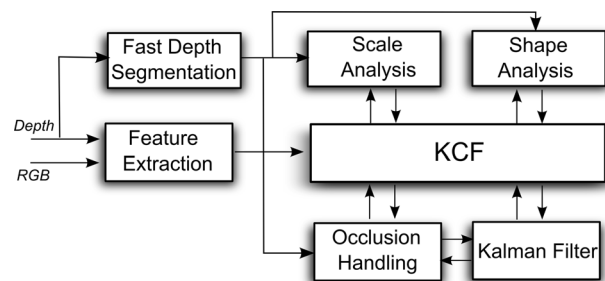 Fast Depth
Segmentation
Scale
Analysis
Shape
Analysis
Depth
RGB
Feature
Extraction
KCF
Occlusion
Handling
Kalman Filter